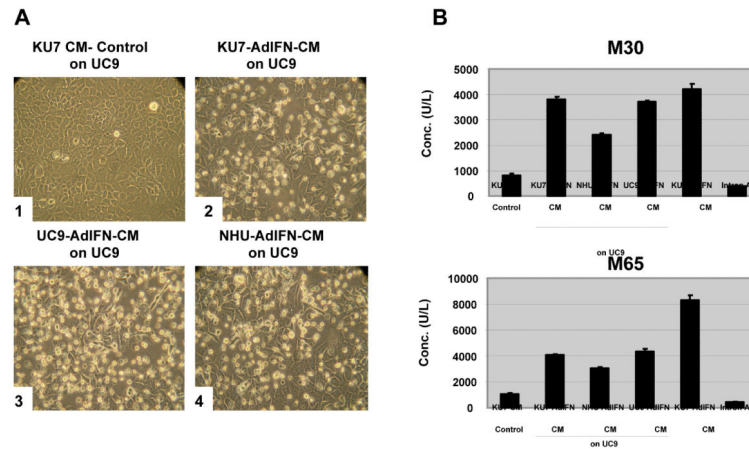 A
KU7 CM- Control
on UC9
KU7-AdIFN-CM
on UC9
1
2
UC9-AdIFN-CM
on UC9
NHU-AdIFN-CM
on UC9
3
4
B
M30
Conc. (U/L)
5000
4000
3000
2000
1000
0
Control
CM
CM
CM
CM
on UC9
M65
Conc. (U/L)
10000
8000
6000
4000
2000
0
Control
CM
CM
CM
CM
on UC9